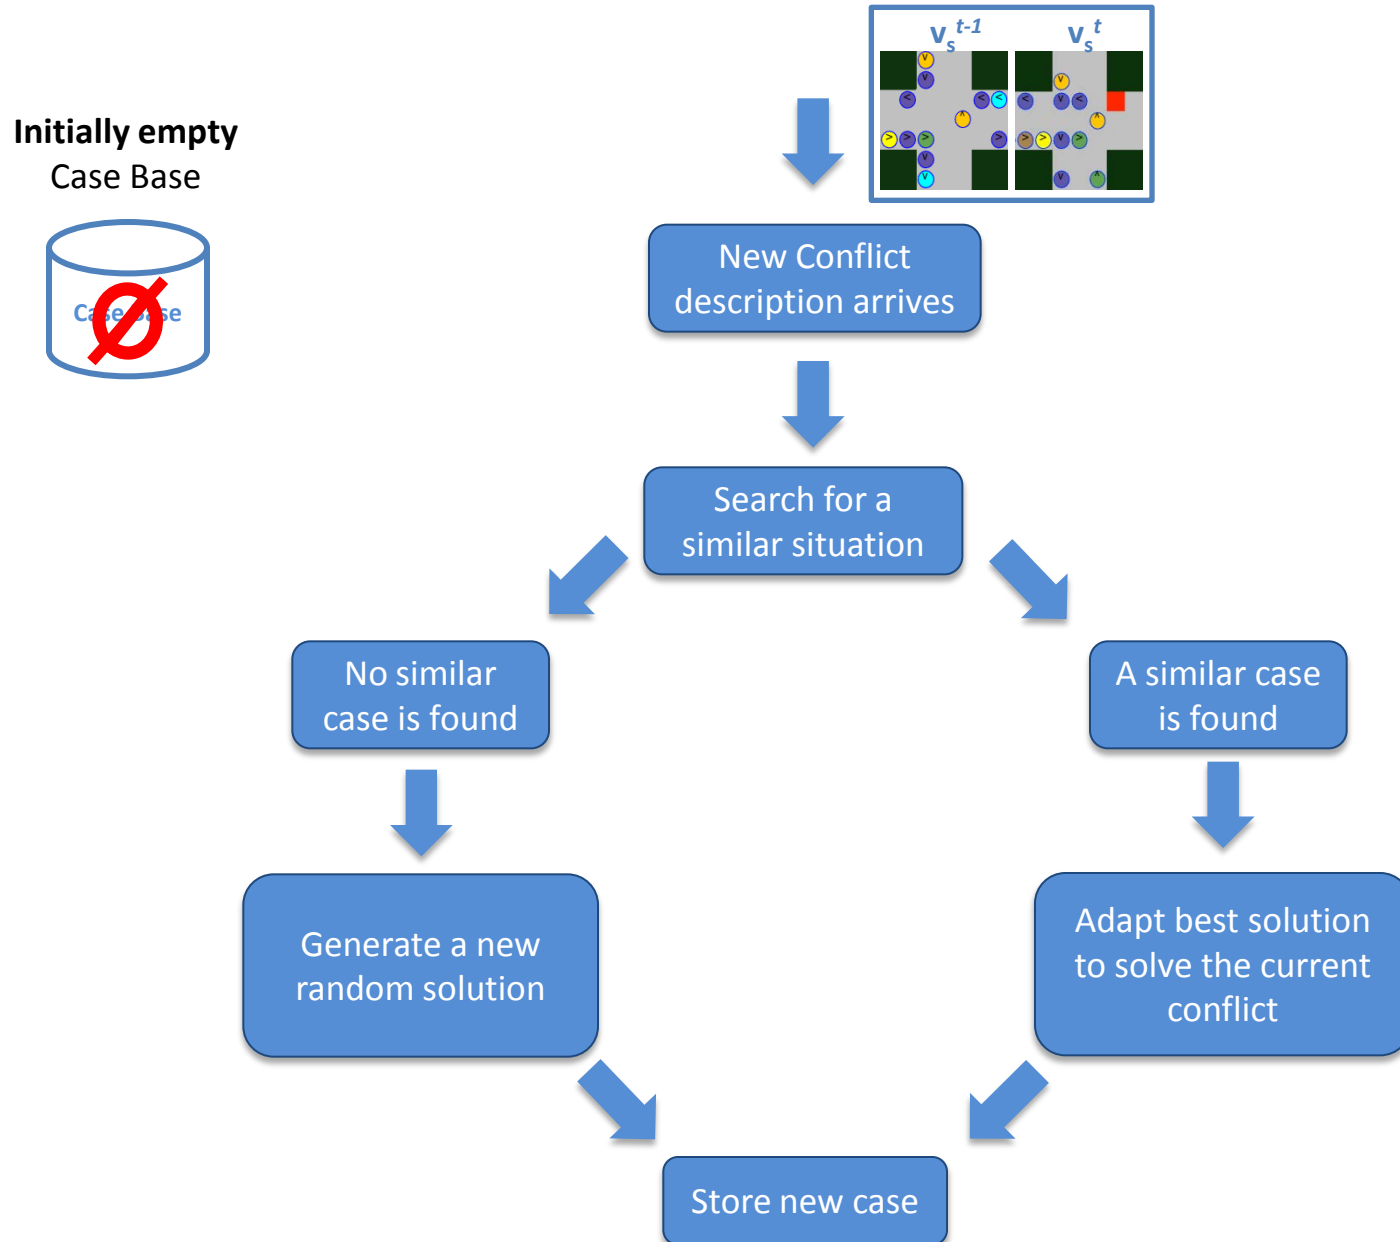 v_s^{t-1} v_s^t
Initially empty
Case Base
Case Base
New Conflict
description arrives
Search for a
similar situation
No similar
case is found
A similar case
is found
Generate a new
random solution
Adapt best solution
to solve the current
conflict
Store new case